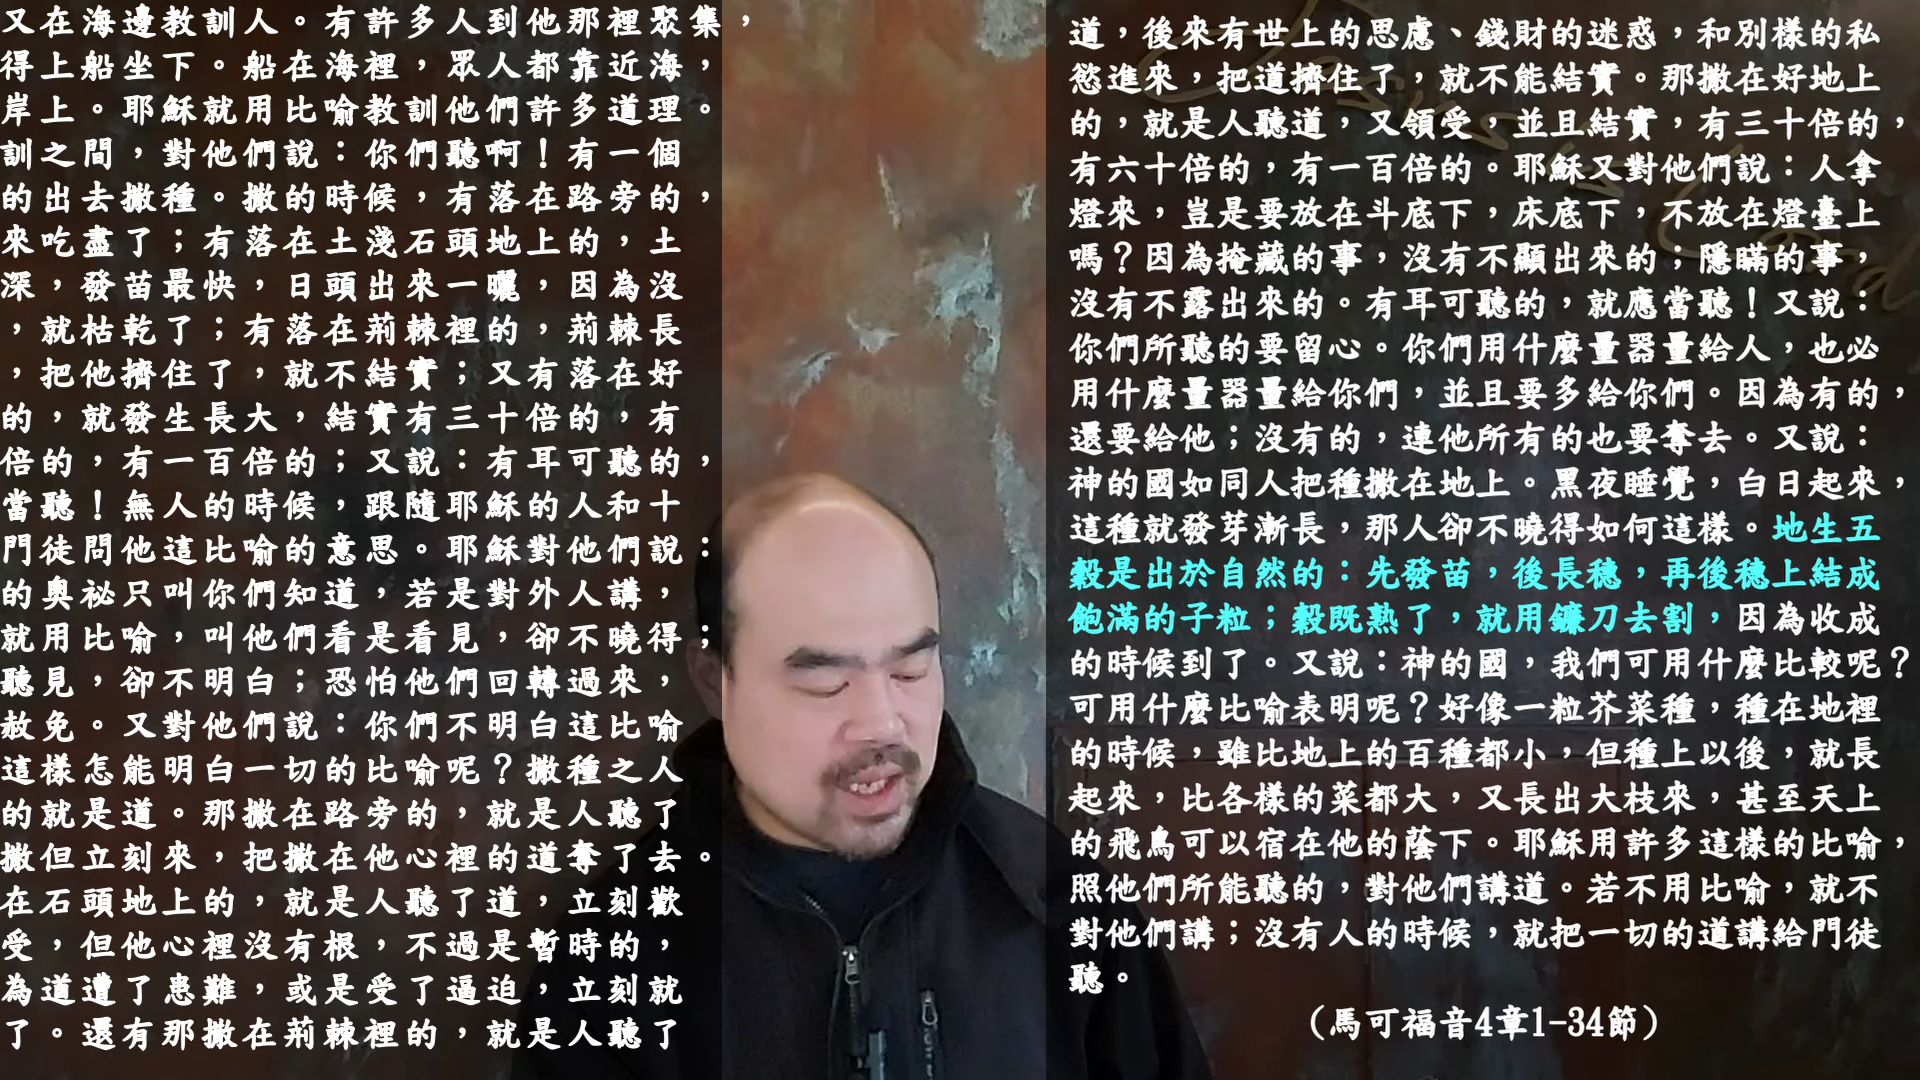 又在海邊教訓人。有許多人到他那裡聚集，
得上船坐下。船在海裡，眾人都靠近海，
岸上。耶穌就用比喻教訓他們許多道理。
訓之間，對他們說：你們聽啊！有一個
的出去撒種。撒的時候，有落在路旁的，
來吃盡了；有落在土淺石頭地上的，土
深，發苗最快，日頭出來一曬，因為沒
，就枯乾了；有落在荊棘裡的，荊棘長
，把他擠住了，就不結實；又有落在好
的，就發生長大，結實有三十倍的，有
倍的，有一百倍的；又說：有耳可聽的，
當聽！無人的時候，跟隨耶穌的人和十
門徒問他這比喻的意思。耶穌對他們說：
的奧祕只叫你們知道，若是對外人講，
就用比喻，叫他們看是看見，卻不曉得；
聽見，卻不明白；恐怕他們回轉過來，
赦免。又對他們說：你們不明白這比喻
這樣怎能明白一切的比喻呢？撒種之人
的就是道。那撒在路旁的，就是人聽了
撒但立刻來，把撒在他心裡的道奪了去。
在石頭地上的，就是人聽了道，立刻歡
受，但他心裡沒有根，不過是暫時的，
為道遭了患難，或是受了逼迫，立刻就
了。還有那撒在荊棘裡的，就是人聽了
道，後來有世上的思慮、錢財的迷惑，和別樣的私
慾進來，把道擠住了，就不能結實。那撒在好地上
的，就是人聽道，又領受，並且結實，有三十倍的，
有六十倍的，有一百倍的。耶穌又對他們說：人拿
燈來，豈是要放在斗底下，床底下，不放在燈臺上
嗎？因為掩藏的事，沒有不顯出來的；隱瞞的事，
沒有不露出來的。有耳可聽的，就應當聽！又說：
你們所聽的要留心。你們用什麼量器量給人，也必
用什麼量器量給你們，並且要多給你們。因為有的，
還要給他；沒有的，連他所有的也要奪去。又說：
神的國如同人把種撒在地上。黑夜睡覺，白日起來，
這種就發芽漸長，那人卻不曉得如何這樣。地生五
穀是出於自然的：先發苗，後長穗，再後穗上結成
飽滿的子粒；穀既熟了，就用鐮刀去割，因為收成
的時候到了。又說：神的國，我們可用什麼比較呢？
可用什麼比喻表明呢？好像一粒芥菜種，種在地裡
的時候，雖比地上的百種都小，但種上以後，就長
起來，比各樣的菜都大，又長出大枝來，甚至天上
的飛鳥可以宿在他的蔭下。耶穌用許多這樣的比喻，
照他們所能聽的，對他們講道。若不用比喻，就不
對他們講；沒有人的時候，就把一切的道講給門徒
聽。
（馬可福音4章1-34節）